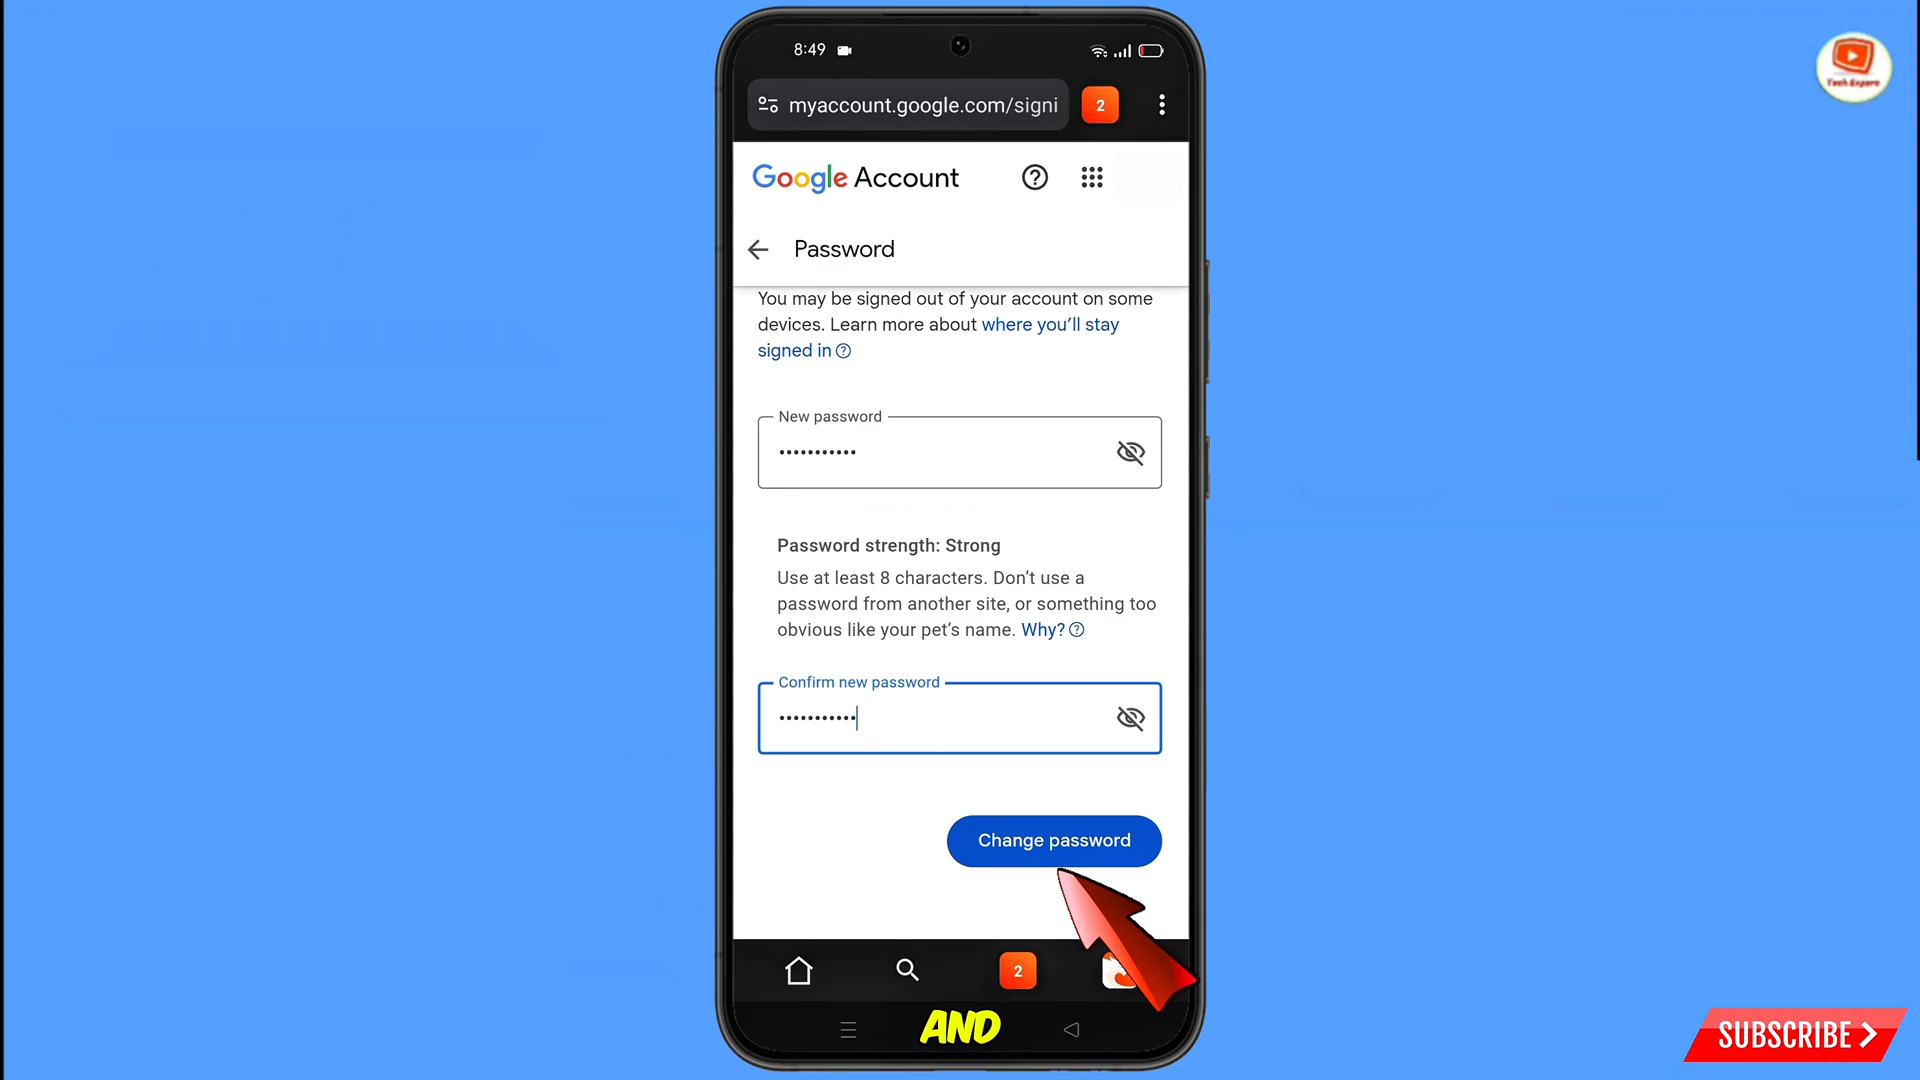 8:49
myaccount.google.com/signi
2
Tech Expere
Google Account
Password
You may be signed out of your account on some
devices. Learn more about where you'll stay
signed in
New password
•••••••••••
Password strength: Strong
Use at least 8 characters. Don't use a
password from another site, or something too
obvious like your pet's name. Why?
Confirm new password
•••••••••••
Change password
2
AND
SUBSCRIBE